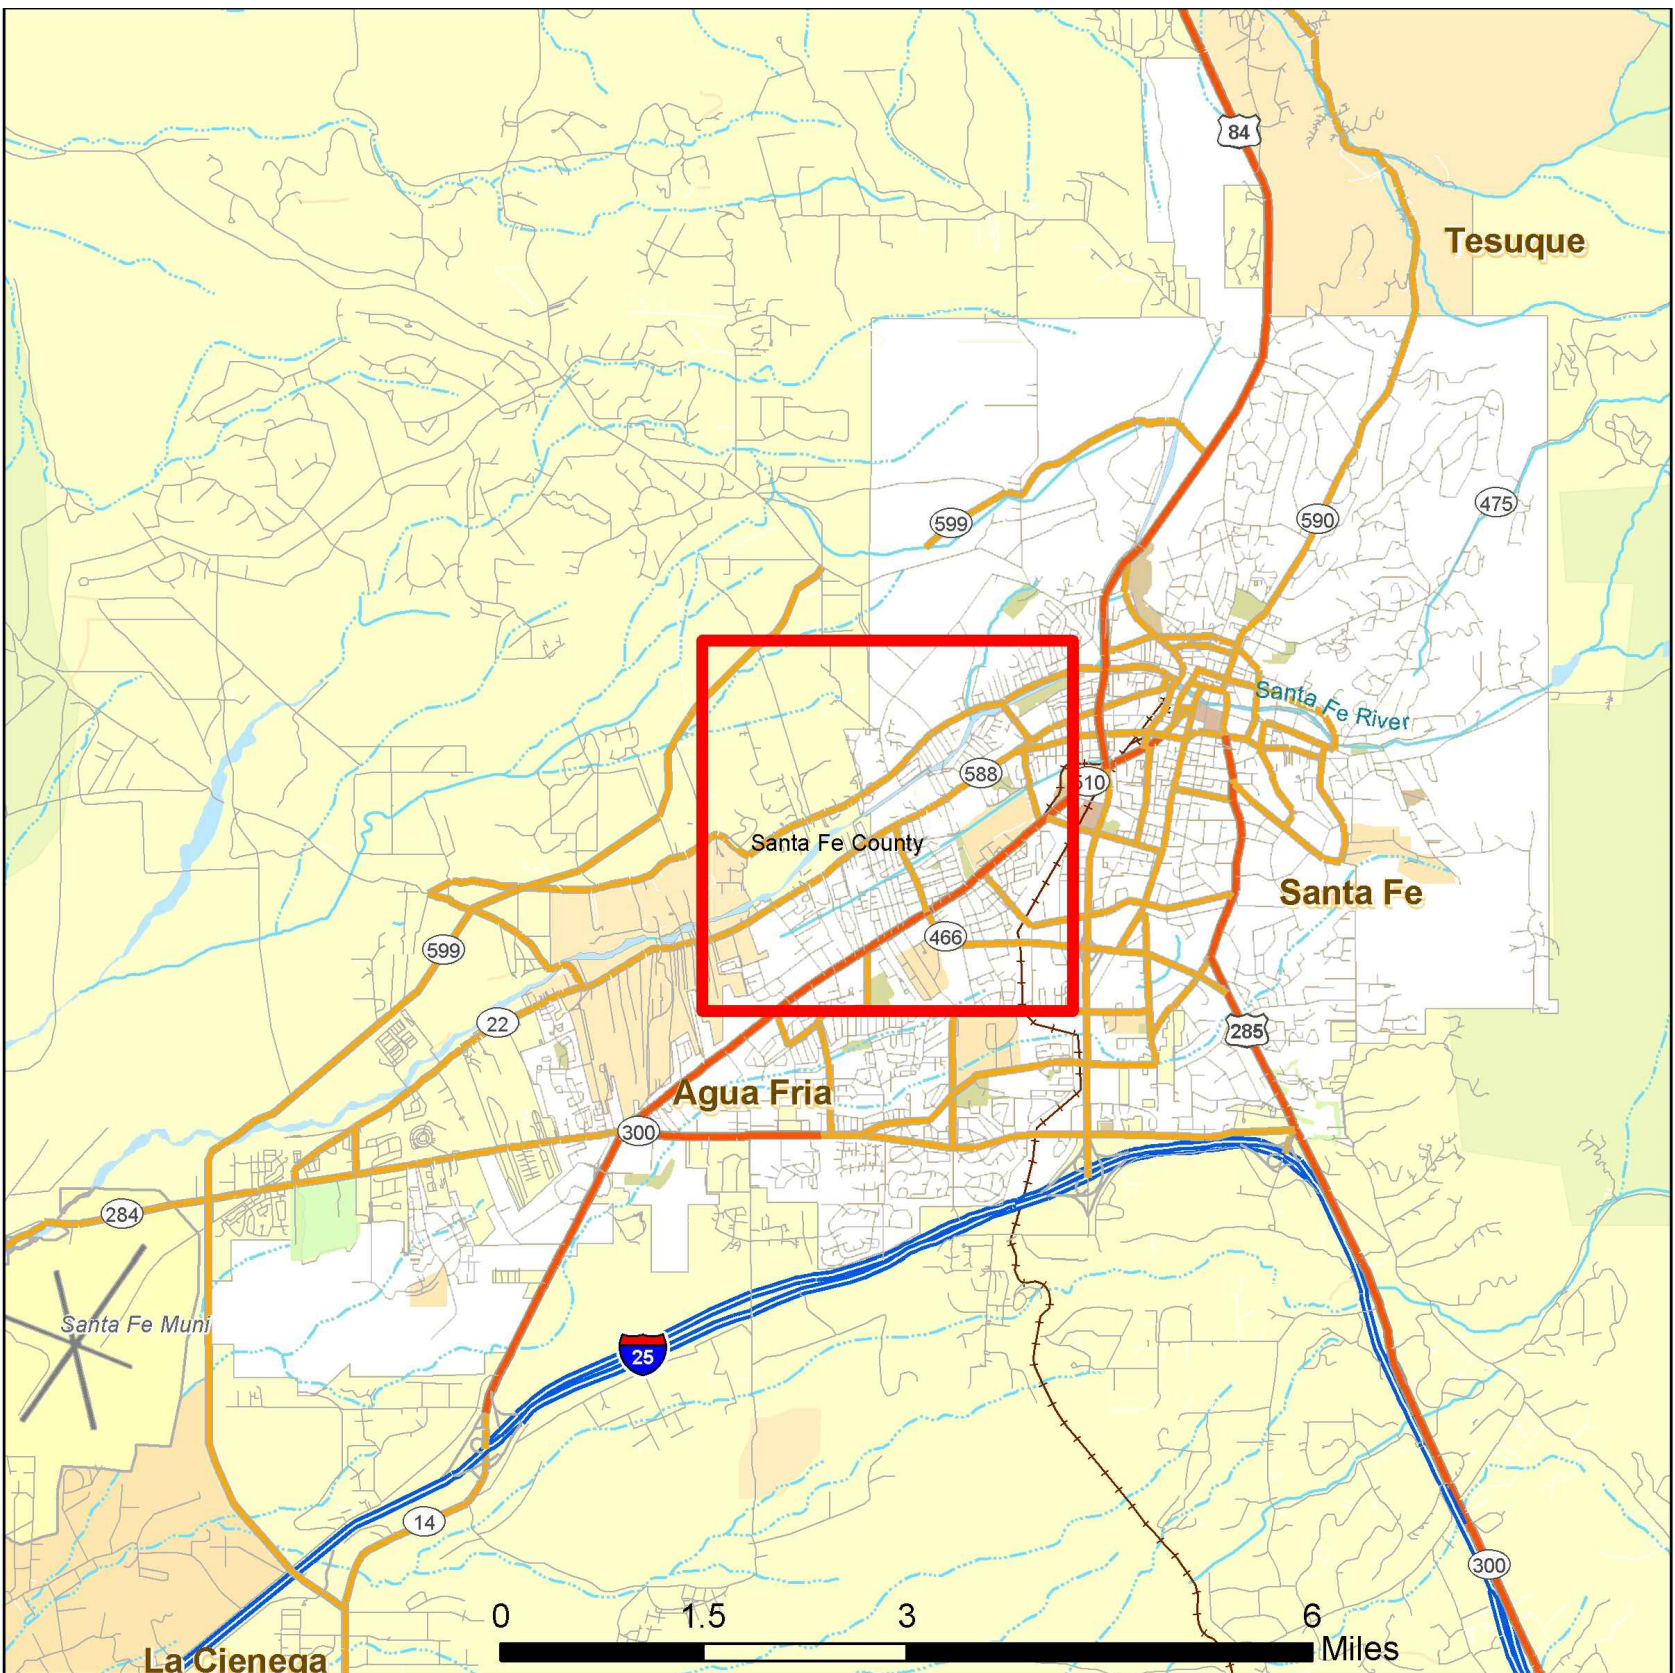 84
Tesuque
475
590
599
Santa Fe River
588
510
Santa Fe County
Santa Fe
466
599
22
285
Agua Fria
300
284
Santa Fe Muni
25
14
300
0 1.5 3 6
Miles
La Cienega